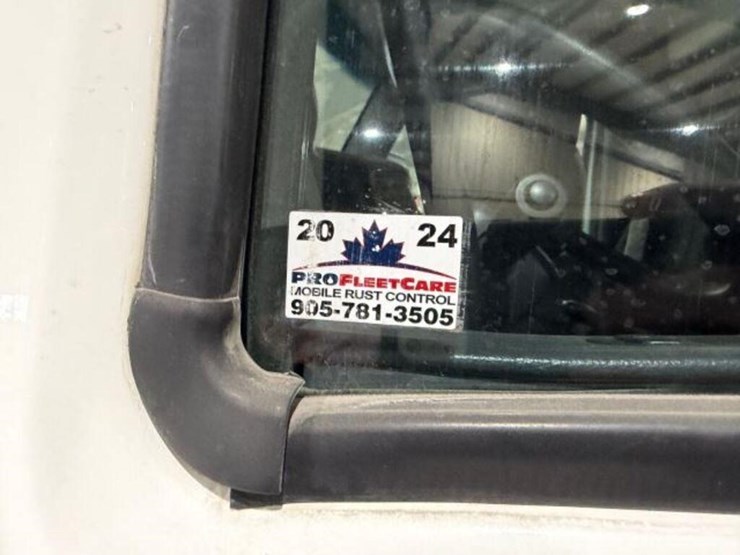 20 24
PROFLEETCARE
MOBILE RUST CONTROL
905-781-3505